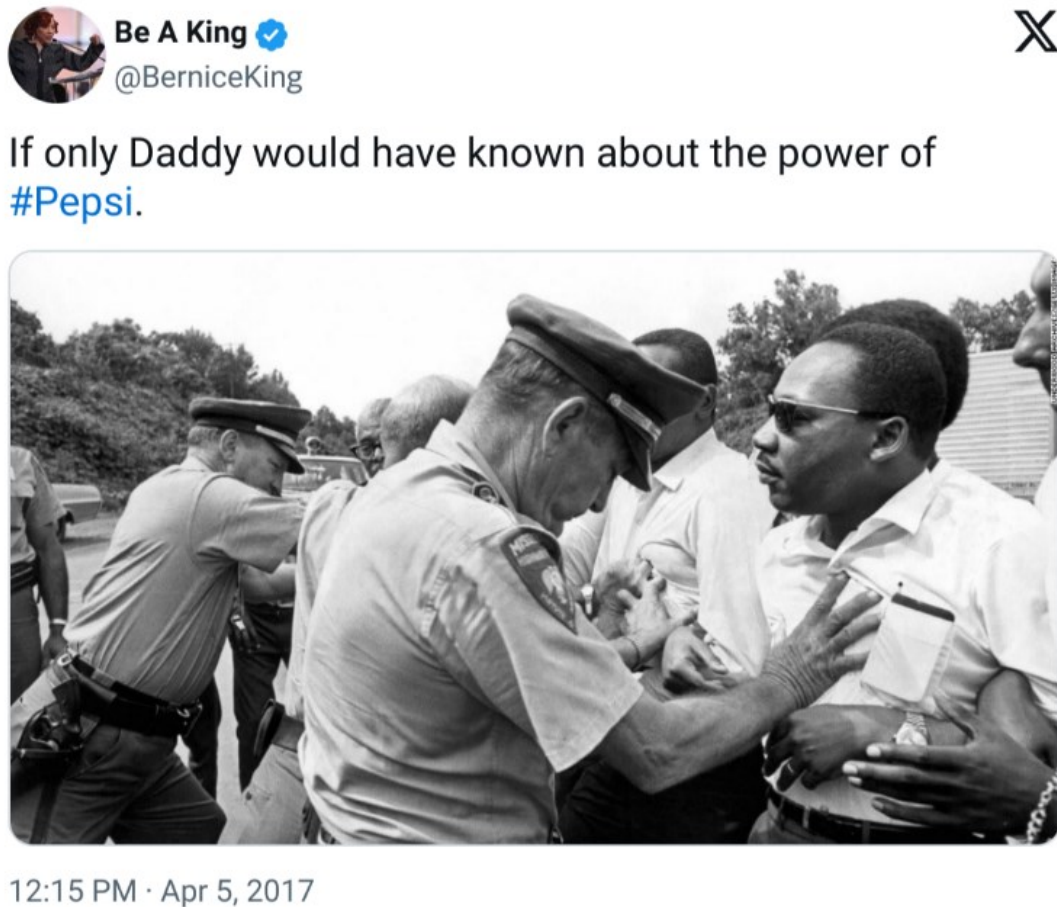 Be A King
@BerniceKing
If only Daddy would have known about the power of
#Pepsi.
12:15 PM · Apr 5, 2017